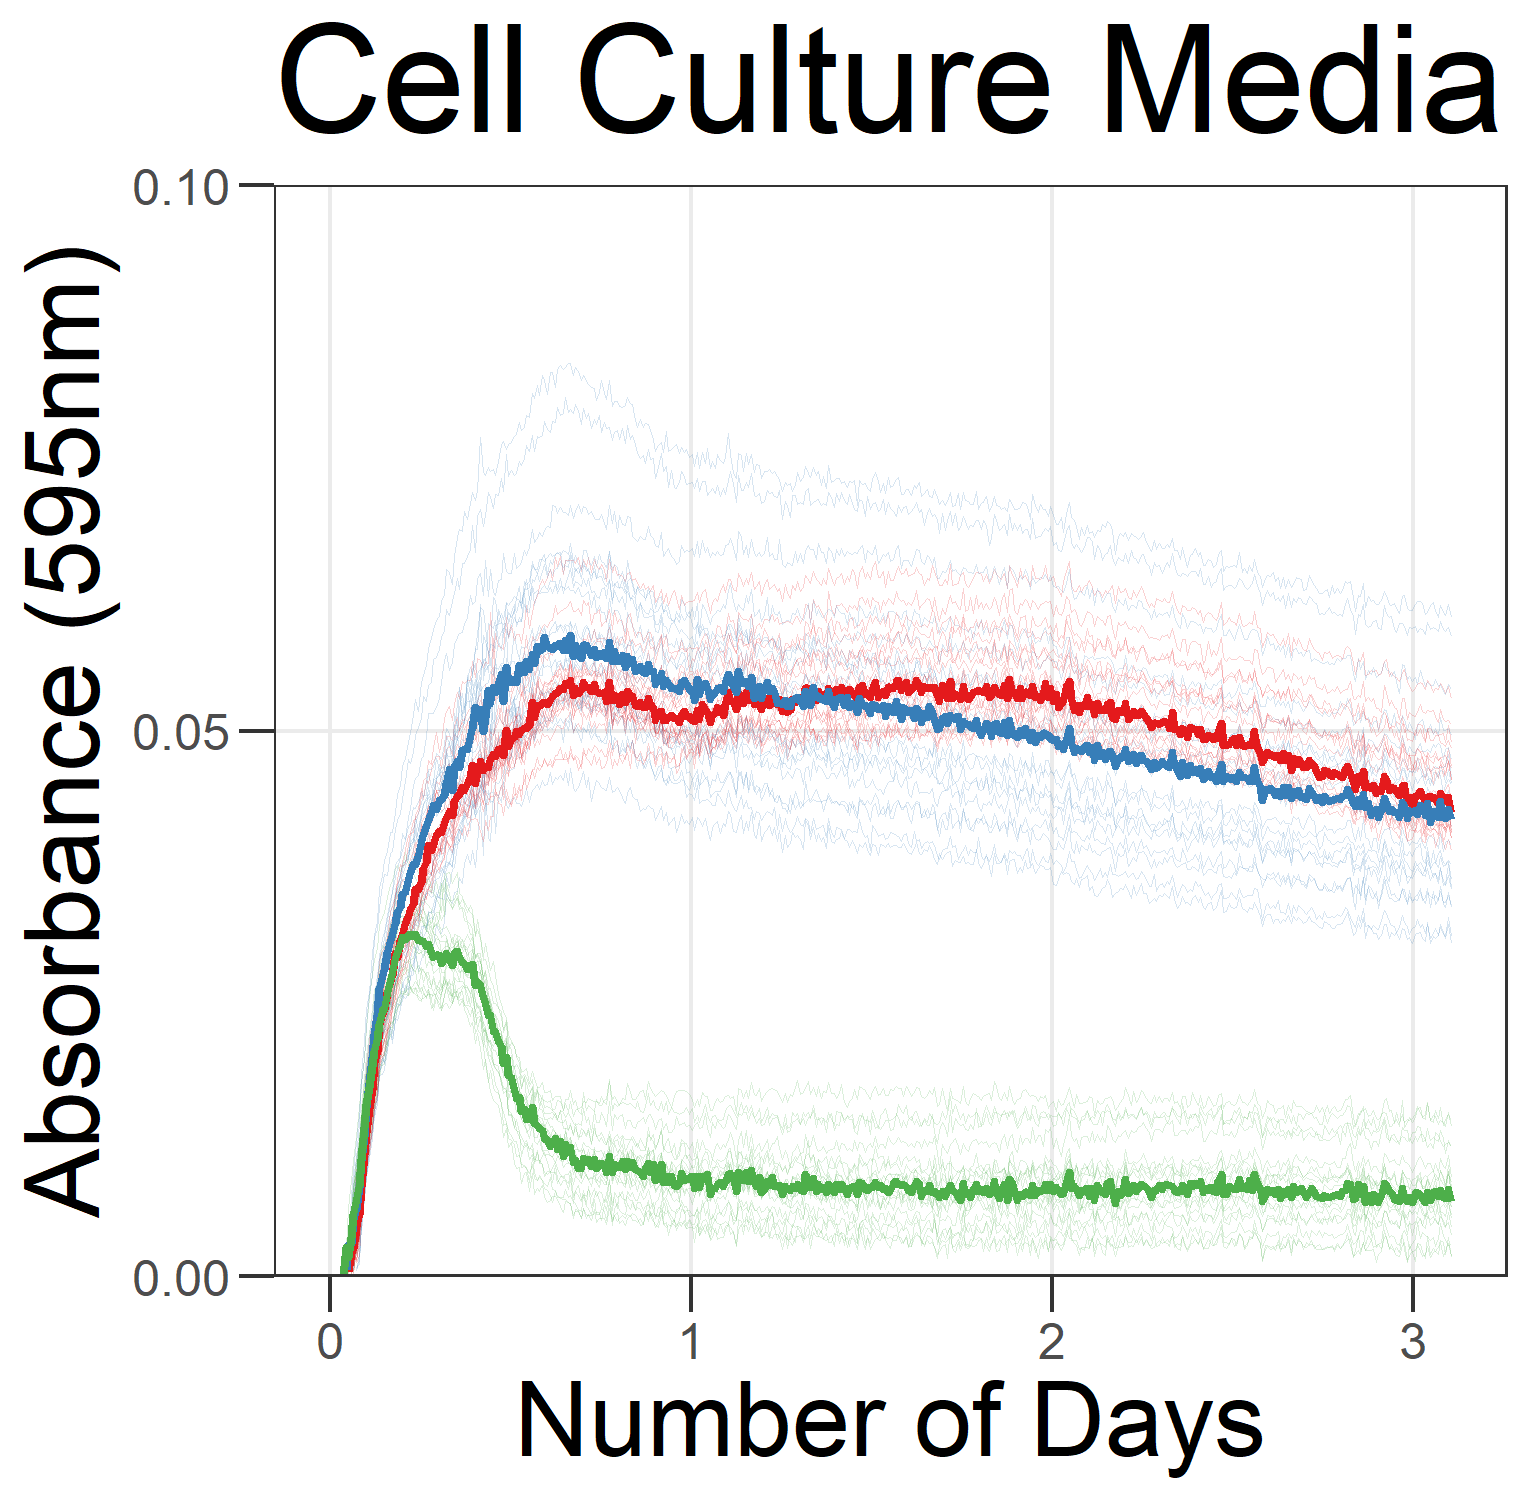 Cell Culture Media
Absorbance (595nm)
0.10
0.05
0.00
0 1 2 3
Number of Days